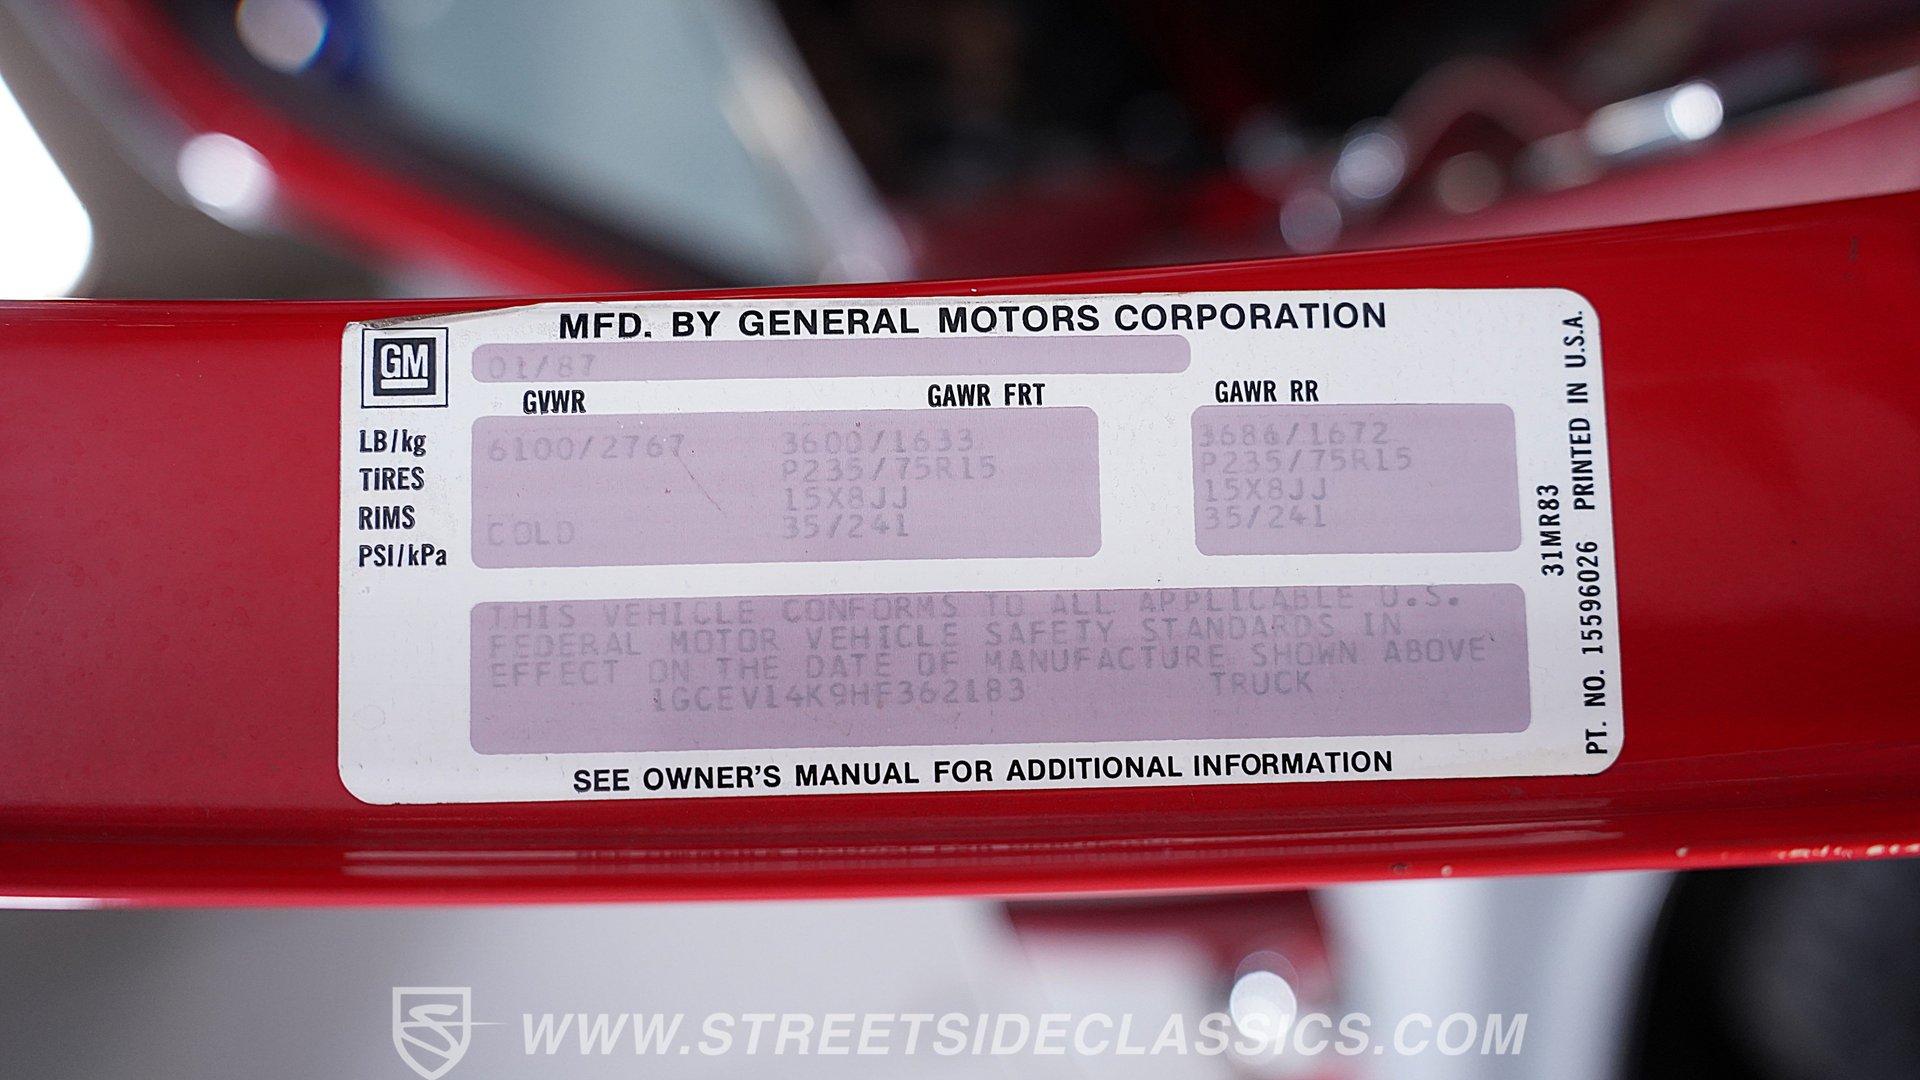 MFD. BY GENERAL MOTORS CORPORATION
GM
01/87
GVWR GAWR FRT GAWR RR
LB/kg 6100/2767 3600/1633 3686/1672
TIRES P235/75R15 P235/75R15
RIMS 15X8JJ 15X8JJ
PSI/kPa COLD 35/241 35/241
THIS VEHICLE CONFORMS TO ALL APPLICABLE U.S.
FEDERAL MOTOR VEHICLE SAFETY STANDARDS IN
EFFECT ON THE DATE OF MANUFACTURE SHOWN ABOVE
1GCEV14K9HF362183 TRUCK
SEE OWNER'S MANUAL FOR ADDITIONAL INFORMATION
31MR83
PT. NO. 15596026 PRINTED IN U.S.A.
WWW.STREETSIDECLASSICS.COM